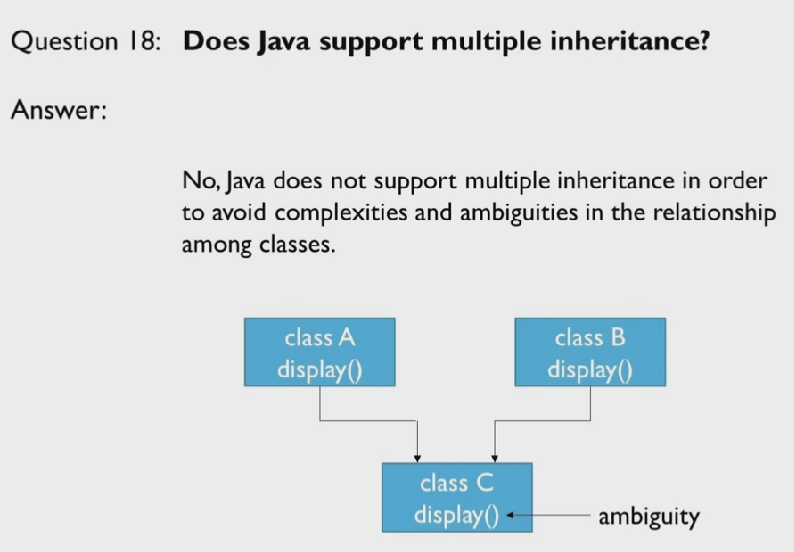 Question 18: Does Java support multiple inheritance?
Answer:
No, Java does not support multiple inheritance in order
to avoid complexities and ambiguities in the relationship
among classes.
class A
display()
class B
display()
class C
display()
ambiguity